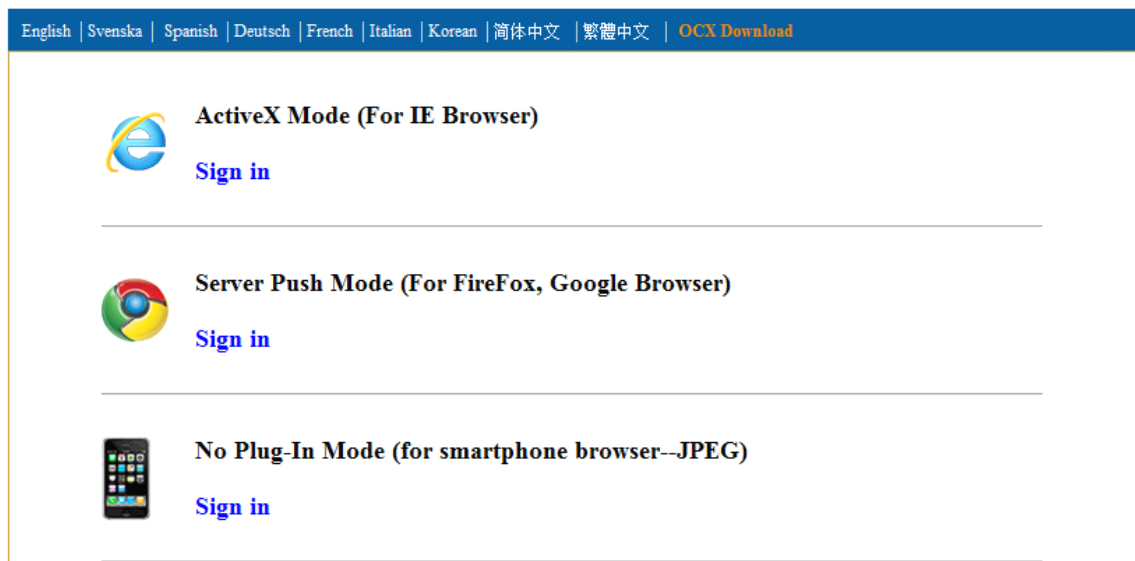 English | Svenska | Spanish | Deutsch | French | Italian | Korean | 简体中文 | 繁體中文 | OCX Download
ActiveX Mode (For IE Browser)
Sign in
Server Push Mode (For FireFox, Google Browser)
Sign in
No Plug-In Mode (for smartphone browser--JPEG)
Sign in